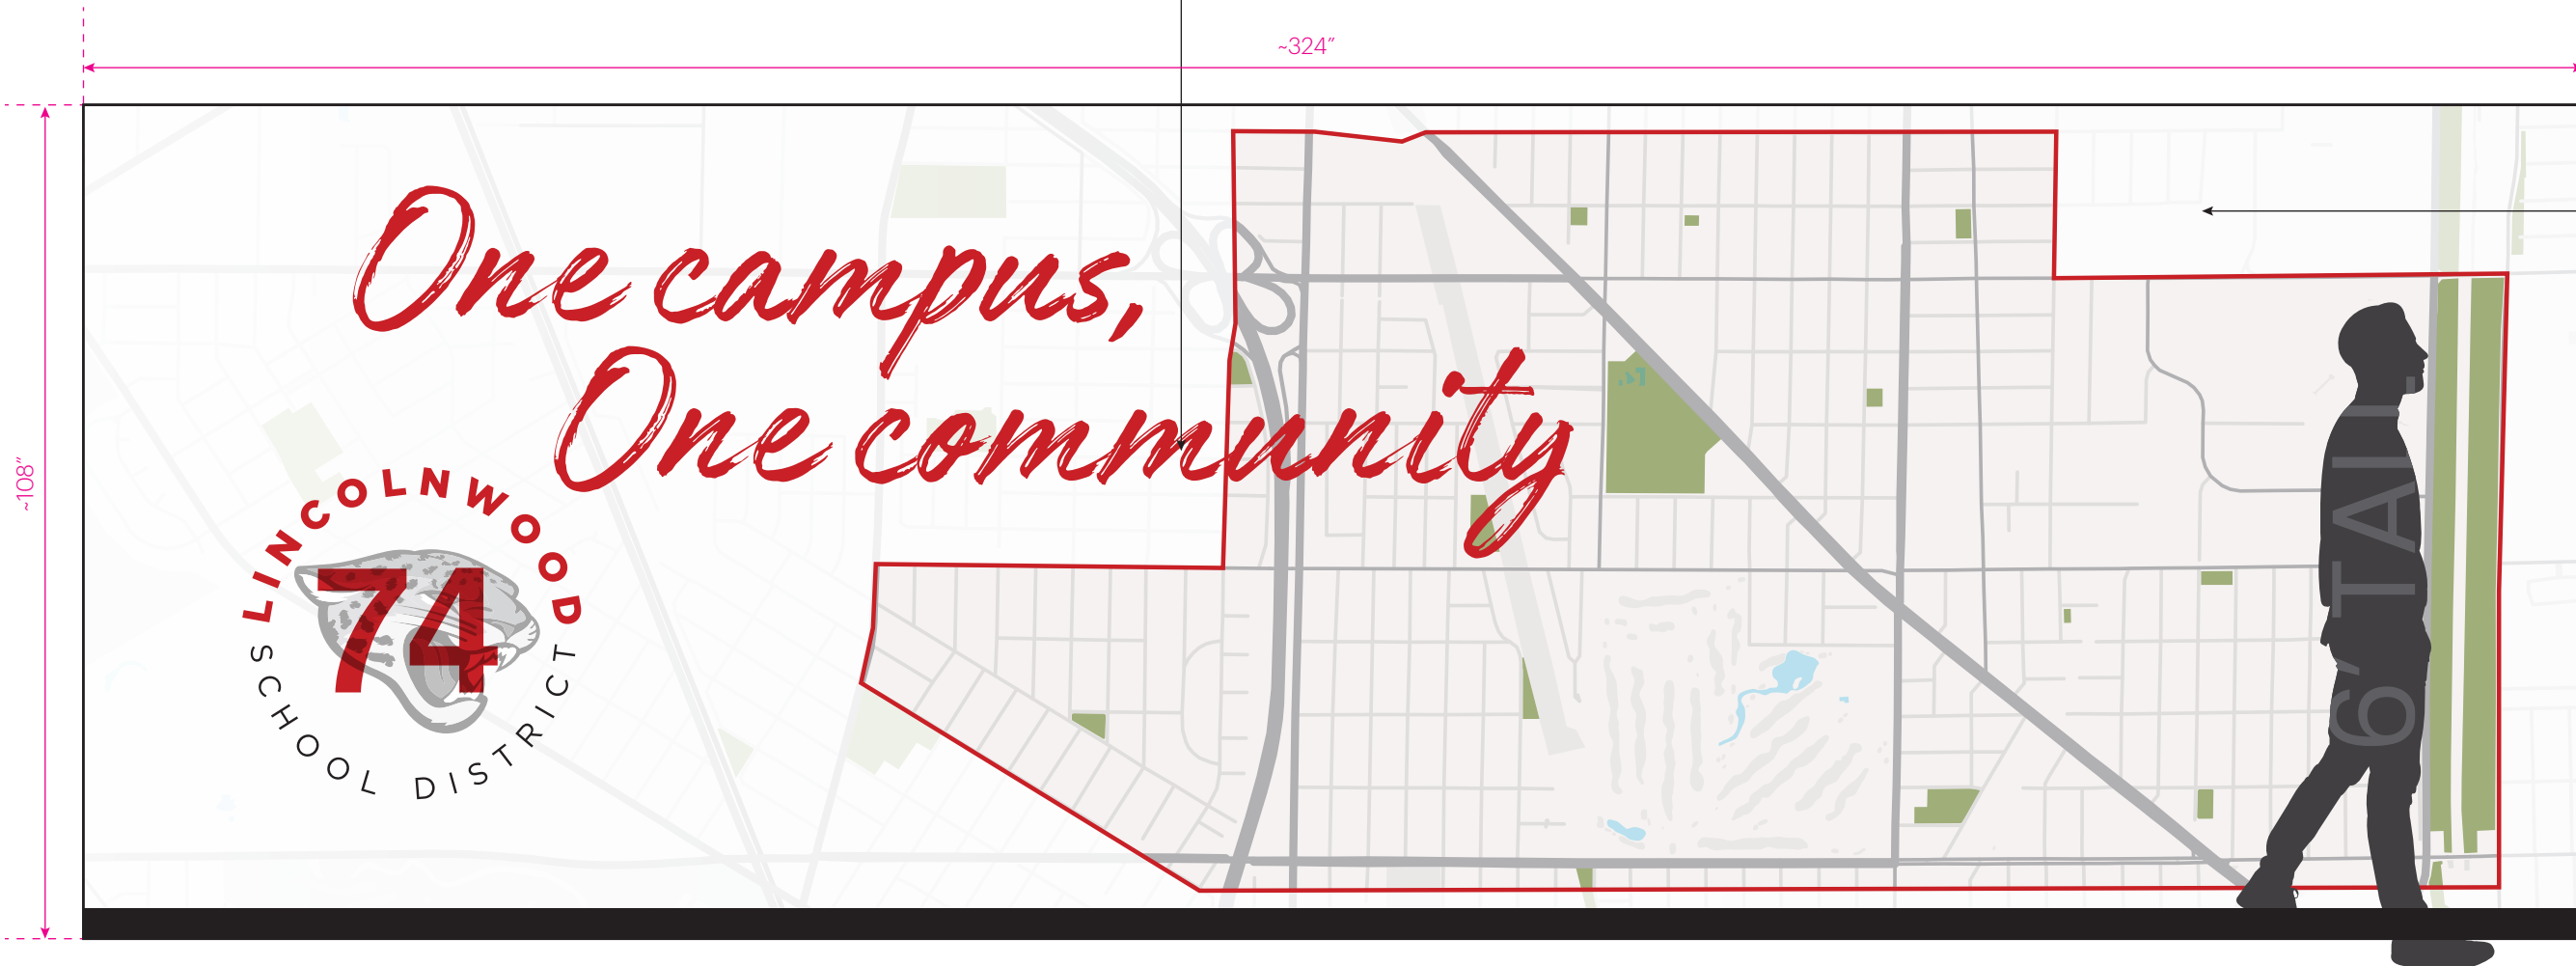 ~324”
~108”
One campus,
One community
LINCOLNWOOD
74
SCHOOL DISTRICT
6’ TALL